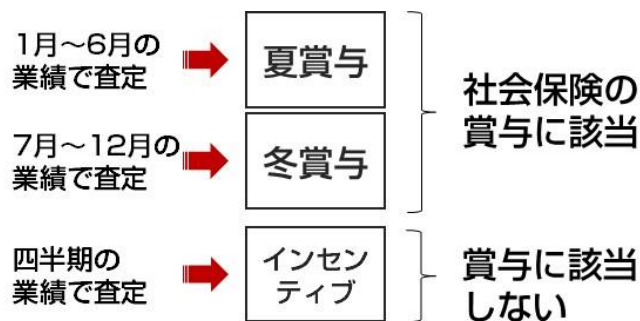 1月～6月の
業績で査定
夏賞与
7月～12月の
業績で査定
冬賞与
社会保険の
賞与に該当
四半期の
業績で査定
インセン
ティブ
賞与に該当
しない